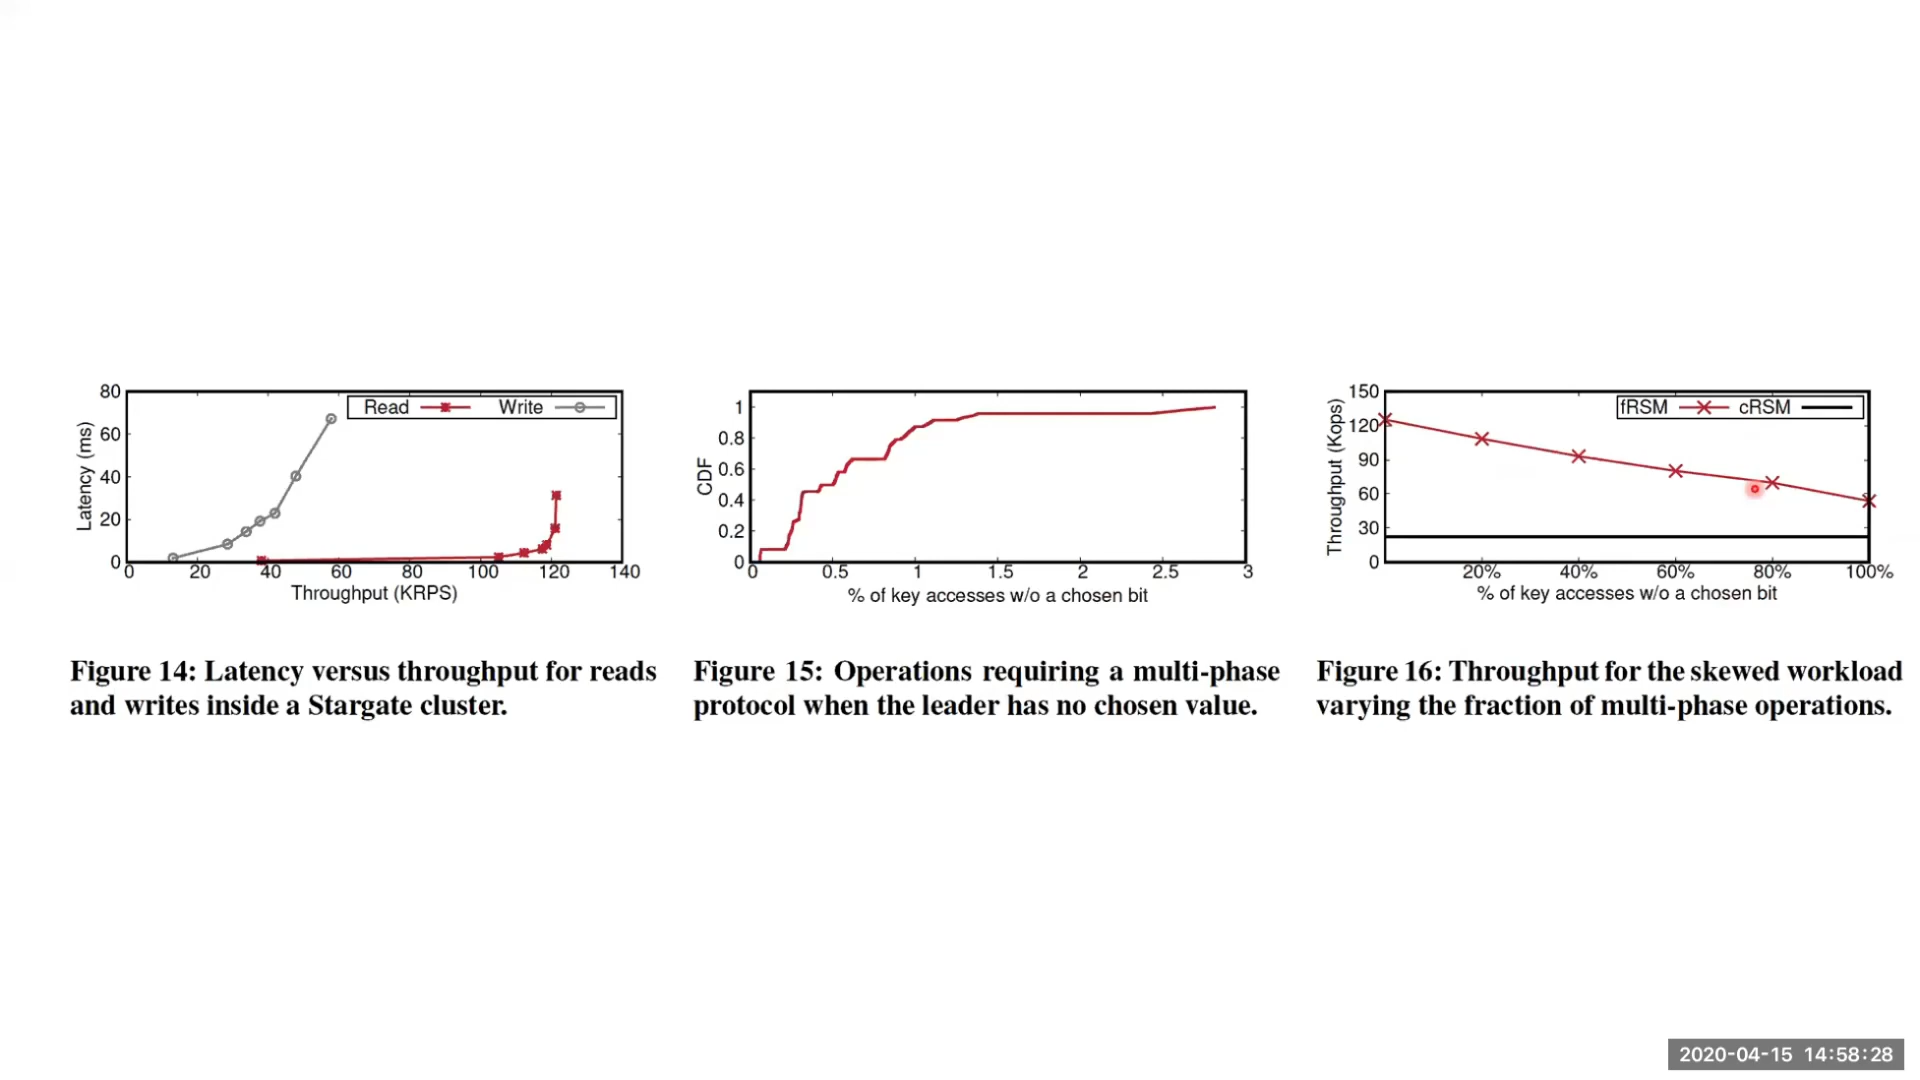 80
60
40
20
0
Latency (ms)
Read
Write
0 20 40 60 80 100 120 140
Throughput (KRPS)
Figure 14: Latency versus throughput for reads
and writes inside a Stargate cluster.
1
0.8
0.6
0.4
0.2
0
CDF
0 0.5 1 1.5 2 2.5 3
% of key accesses w/o a chosen bit
Figure 15: Operations requiring a multi-phase
protocol when the leader has no chosen value.
150
120
90
60
30
0
Throughput (Kops)
fRSM
cRSM
20% 40% 60% 80% 100%
% of key accesses w/o a chosen bit
Figure 16: Throughput for the skewed workload
varying the fraction of multi-phase operations.
2020-04-15 14:58:28